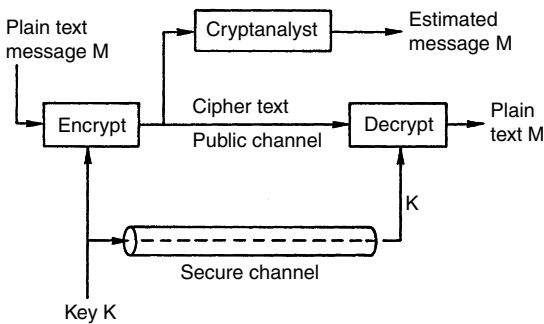 Plain text
message M
Cryptanalyst
Estimated
message M
Encrypt
Cipher text
Public channel
Decrypt
Plain
text M
K
Secure channel
Key K